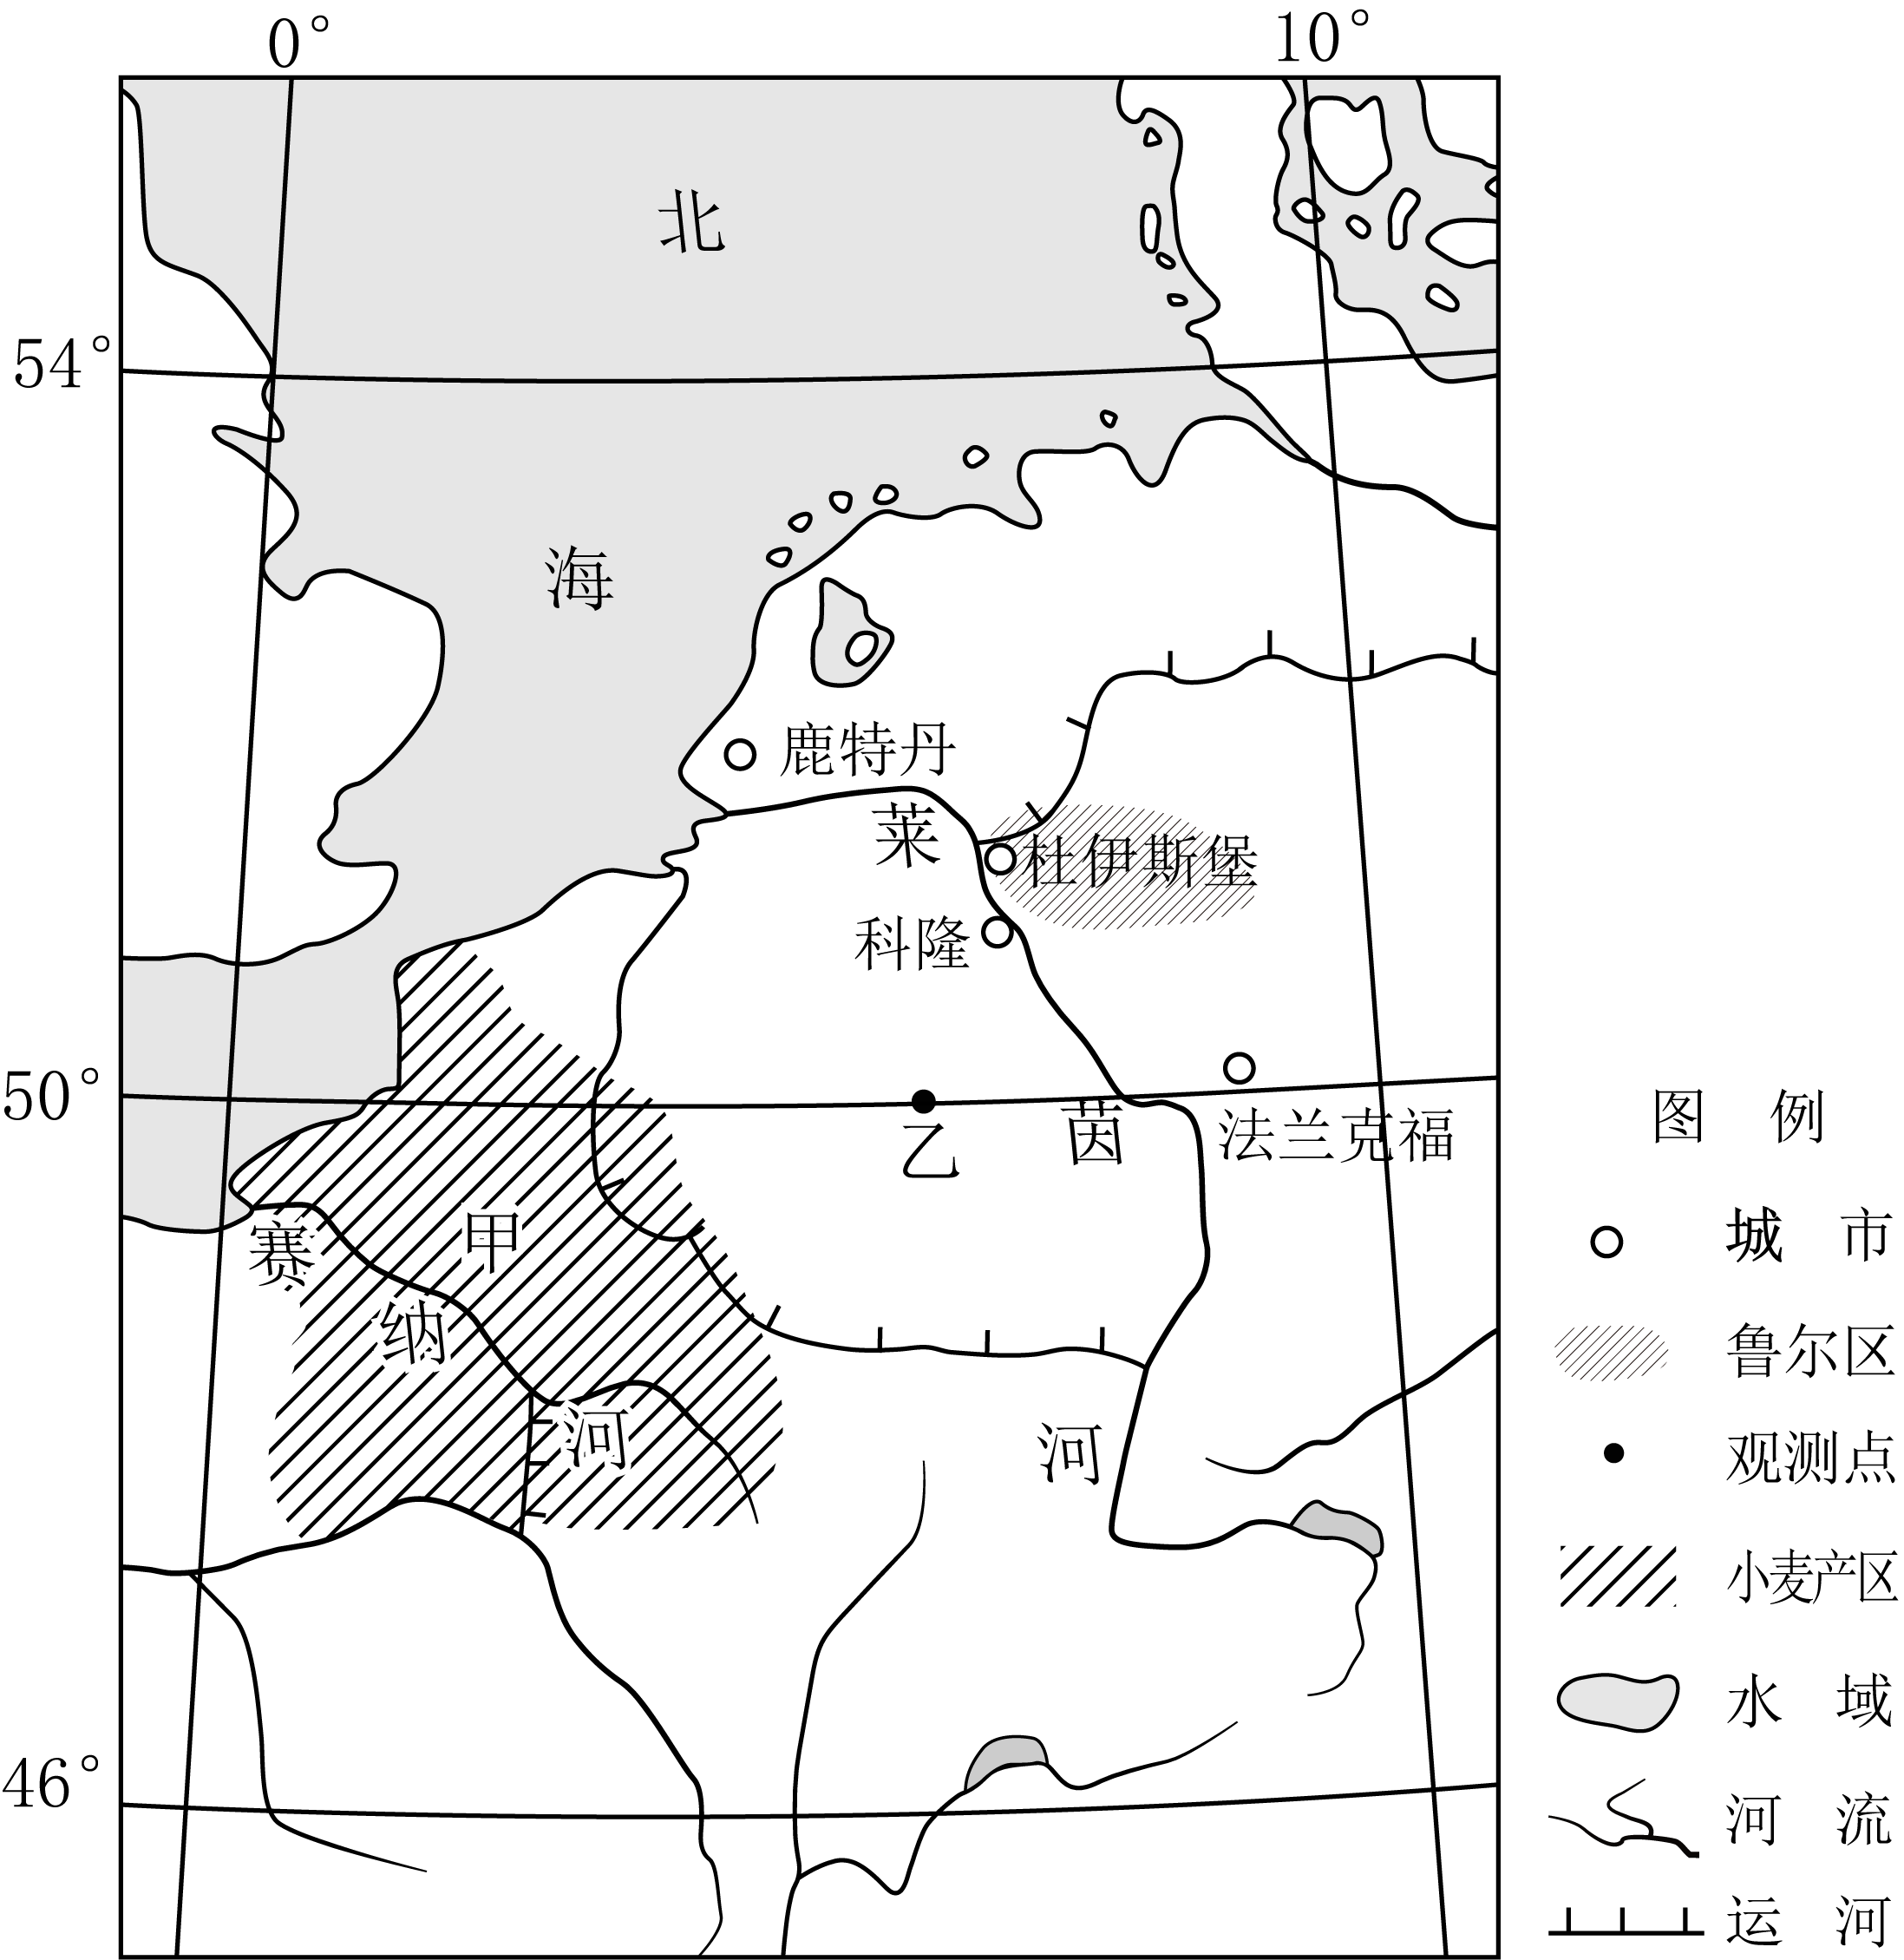 0°
10°
54°
50°
46°
北
海
鹿特丹
莱
杜伊斯堡
科隆
乙
茵
法兰克福
寨
甲
纳
河
河
图 例
城 市
鲁尔区
观测点
小麦产区
水 域
河 流
运 河